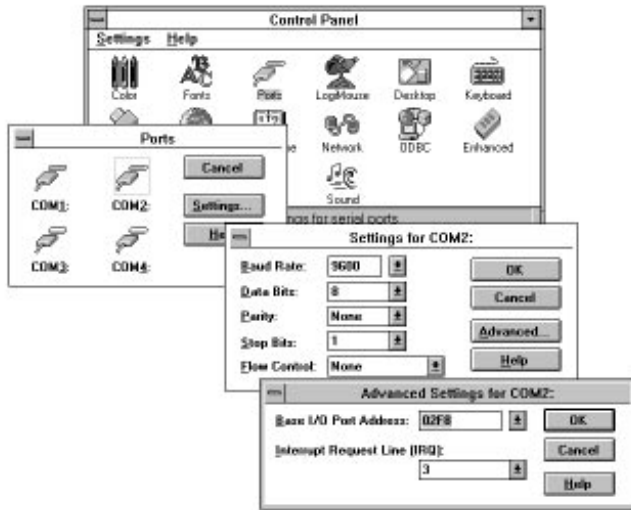 Control Panel
Settings Help
Color Fonts Ports LogiMouse Desktop Keyboard
Network ODBC Enhanced
Sound
for serial ports
Ports
COM1: COM2:
COM3: COM4:
Cancel
Settings...
Settings for COM2:
Baud Rate: 9600
Data Bits: 8
Parity: None
Stop Bits: 1
Flow Control: None
OK
Cancel
Advanced...
Help
Advanced Settings for COM2:
Base I/O Port Address: 02F8
Interrupt Request Line (IRQ):
3
OK
Cancel
Help